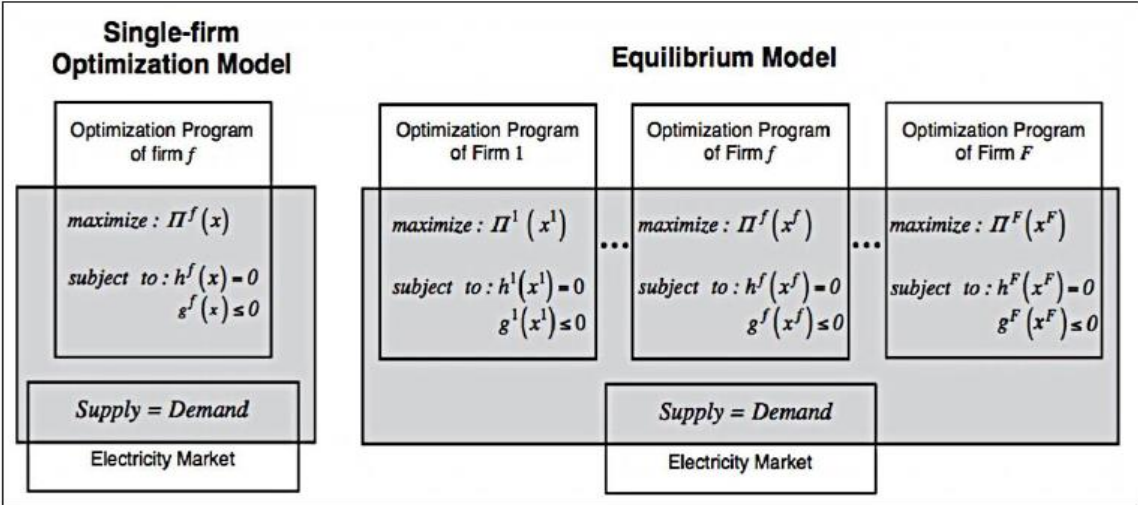 Single-firm
Optimization Model
Optimization Program
of firm f
maximize : Π^f (x)
subject to : h^f (x) = 0
g^f (x) ≤ 0
Supply = Demand
Electricity Market
Equilibrium Model
Optimization Program
of Firm 1
maximize : Π^1 (x^1)
subject to : h^1(x^1) = 0
g^1(x^1) ≤ 0
...
Optimization Program
of Firm f
maximize : Π^f (x^f)
subject to : h^f (x^f) = 0
g^f (x^f) ≤ 0
...
Optimization Program
of Firm F
maximize : Π^F (x^F)
subject to : h^F (x^F) = 0
g^F (x^F) ≤ 0
Supply = Demand
Electricity Market